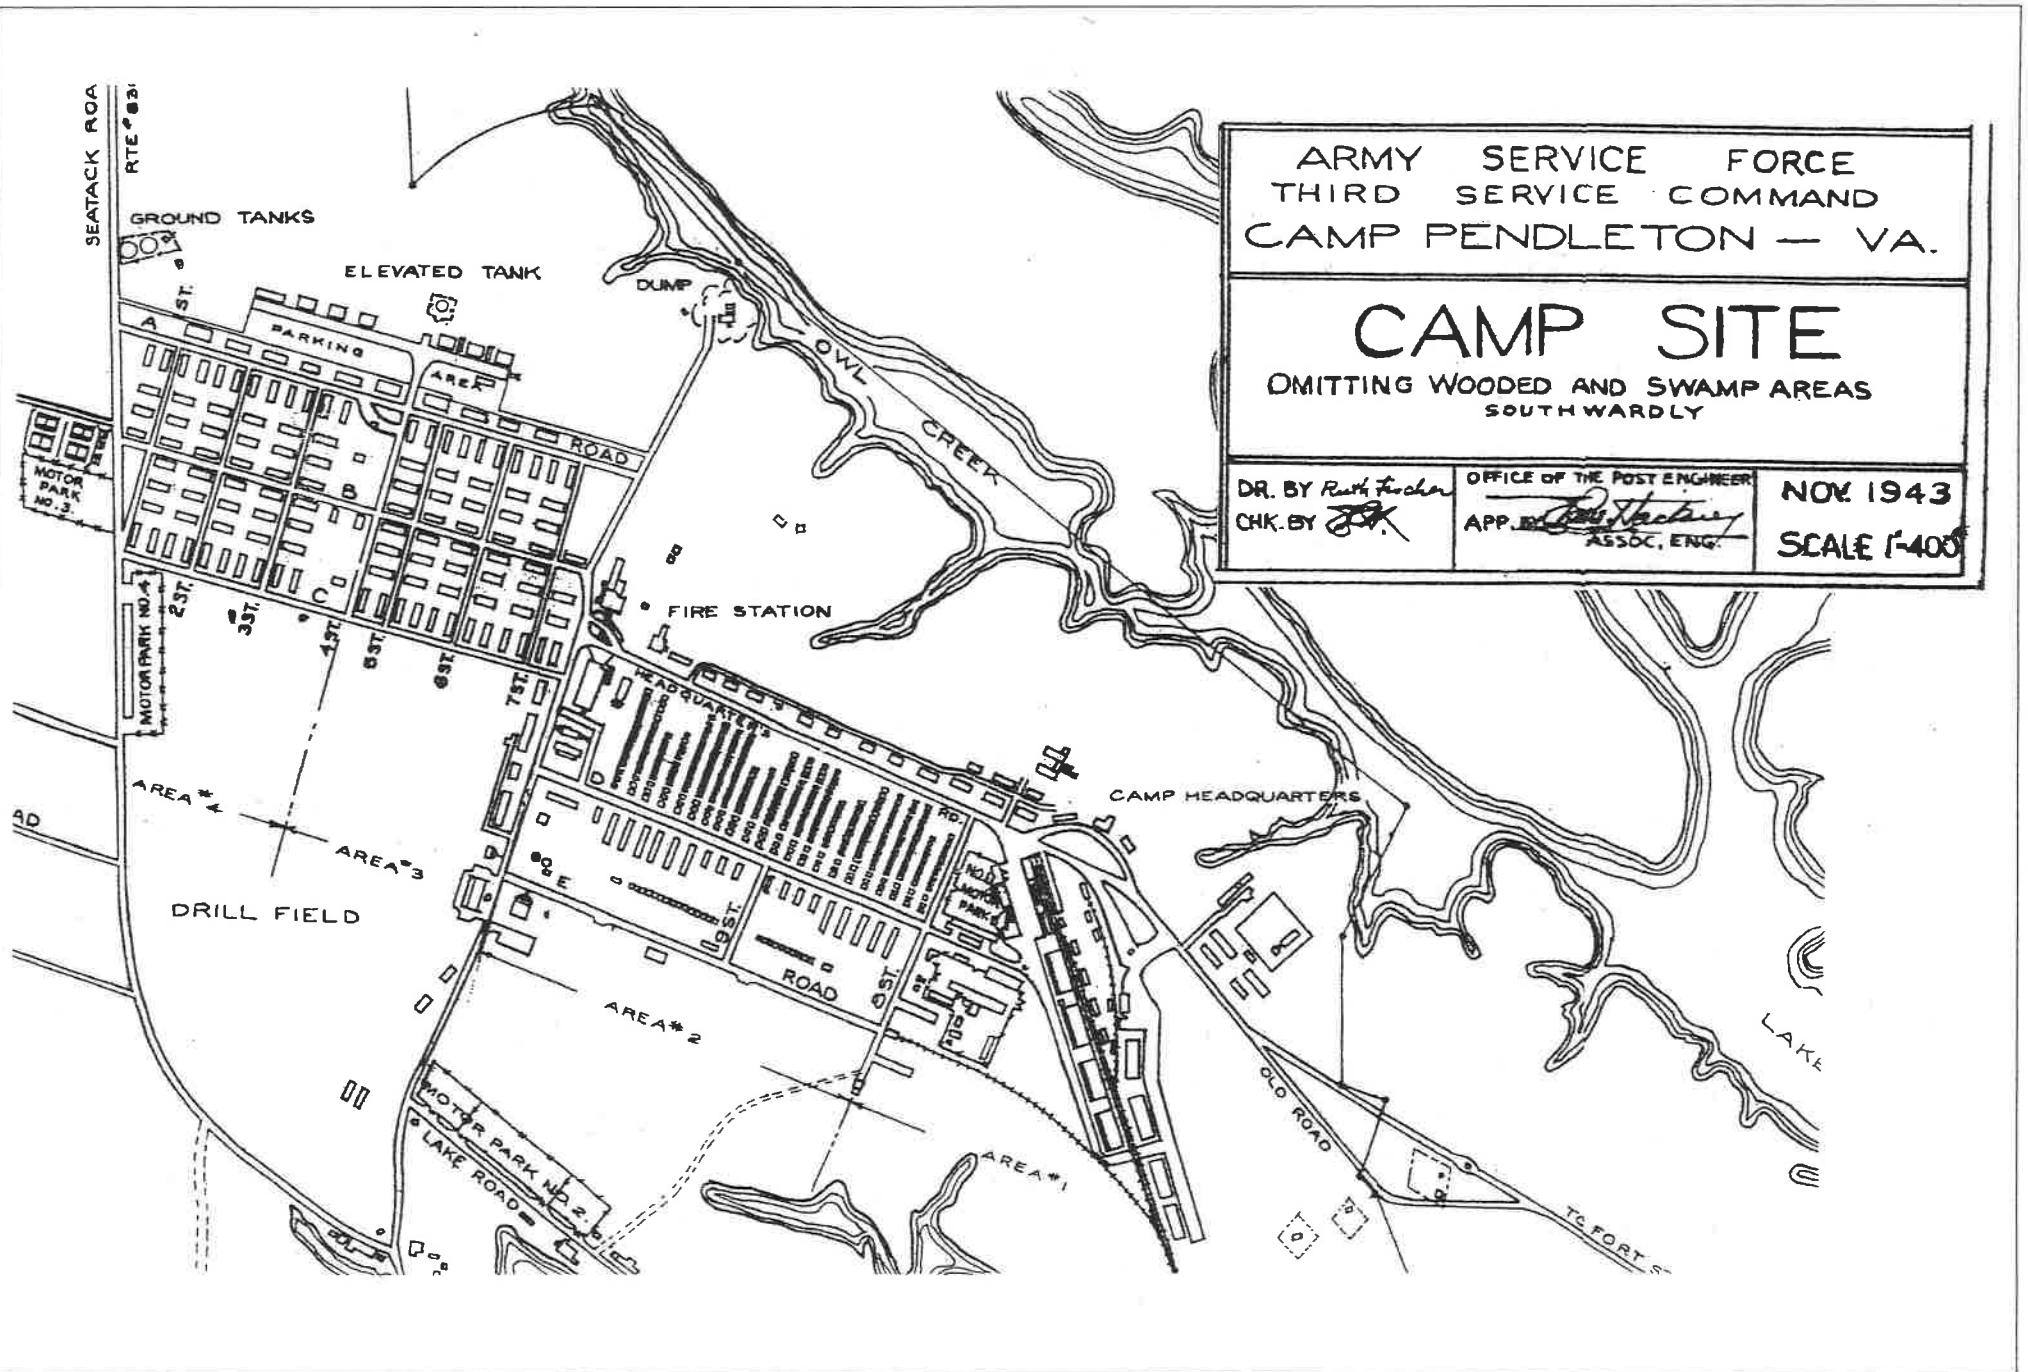 SEATACK ROA
RTE # 831
GROUND TANKS
ELEVATED TANK
DUMP
ARMY SERVICE FORCE
THIRD SERVICE COMMAND
CAMP PENDLETON — VA.
CAMP SITE
OMITTING WOODED AND SWAMP AREAS
SOUTHWARDLY
DR. BY Ruth Fischer
CHK. BY
OFFICE OF THE POST ENGINEER
APP. BY
ASSOC. ENG.
NOV. 1943
SCALE 1"-400'
ST.
A
PARKING
AREA
ROAD
OWL
CREEK
MOTOR
PARK
NO. 3.
B
C
MOTOR PARK NO. 4
2 ST.
3 ST.
4 ST.
5 ST.
6 ST.
7 ST.
FIRE STATION
HEADQUARTER'S
RD.
D
CAMP HEADQUARTERS
AREA #4
AREA #3
AD
DRILL FIELD
E
9 ST.
NO. 1
MOTOR
PARK
ROAD
8 ST.
AREA #2
LAKE
MOTOR PARK NO. 2.
LAKE ROAD
AREA #1
OLD ROAD
TO FORT